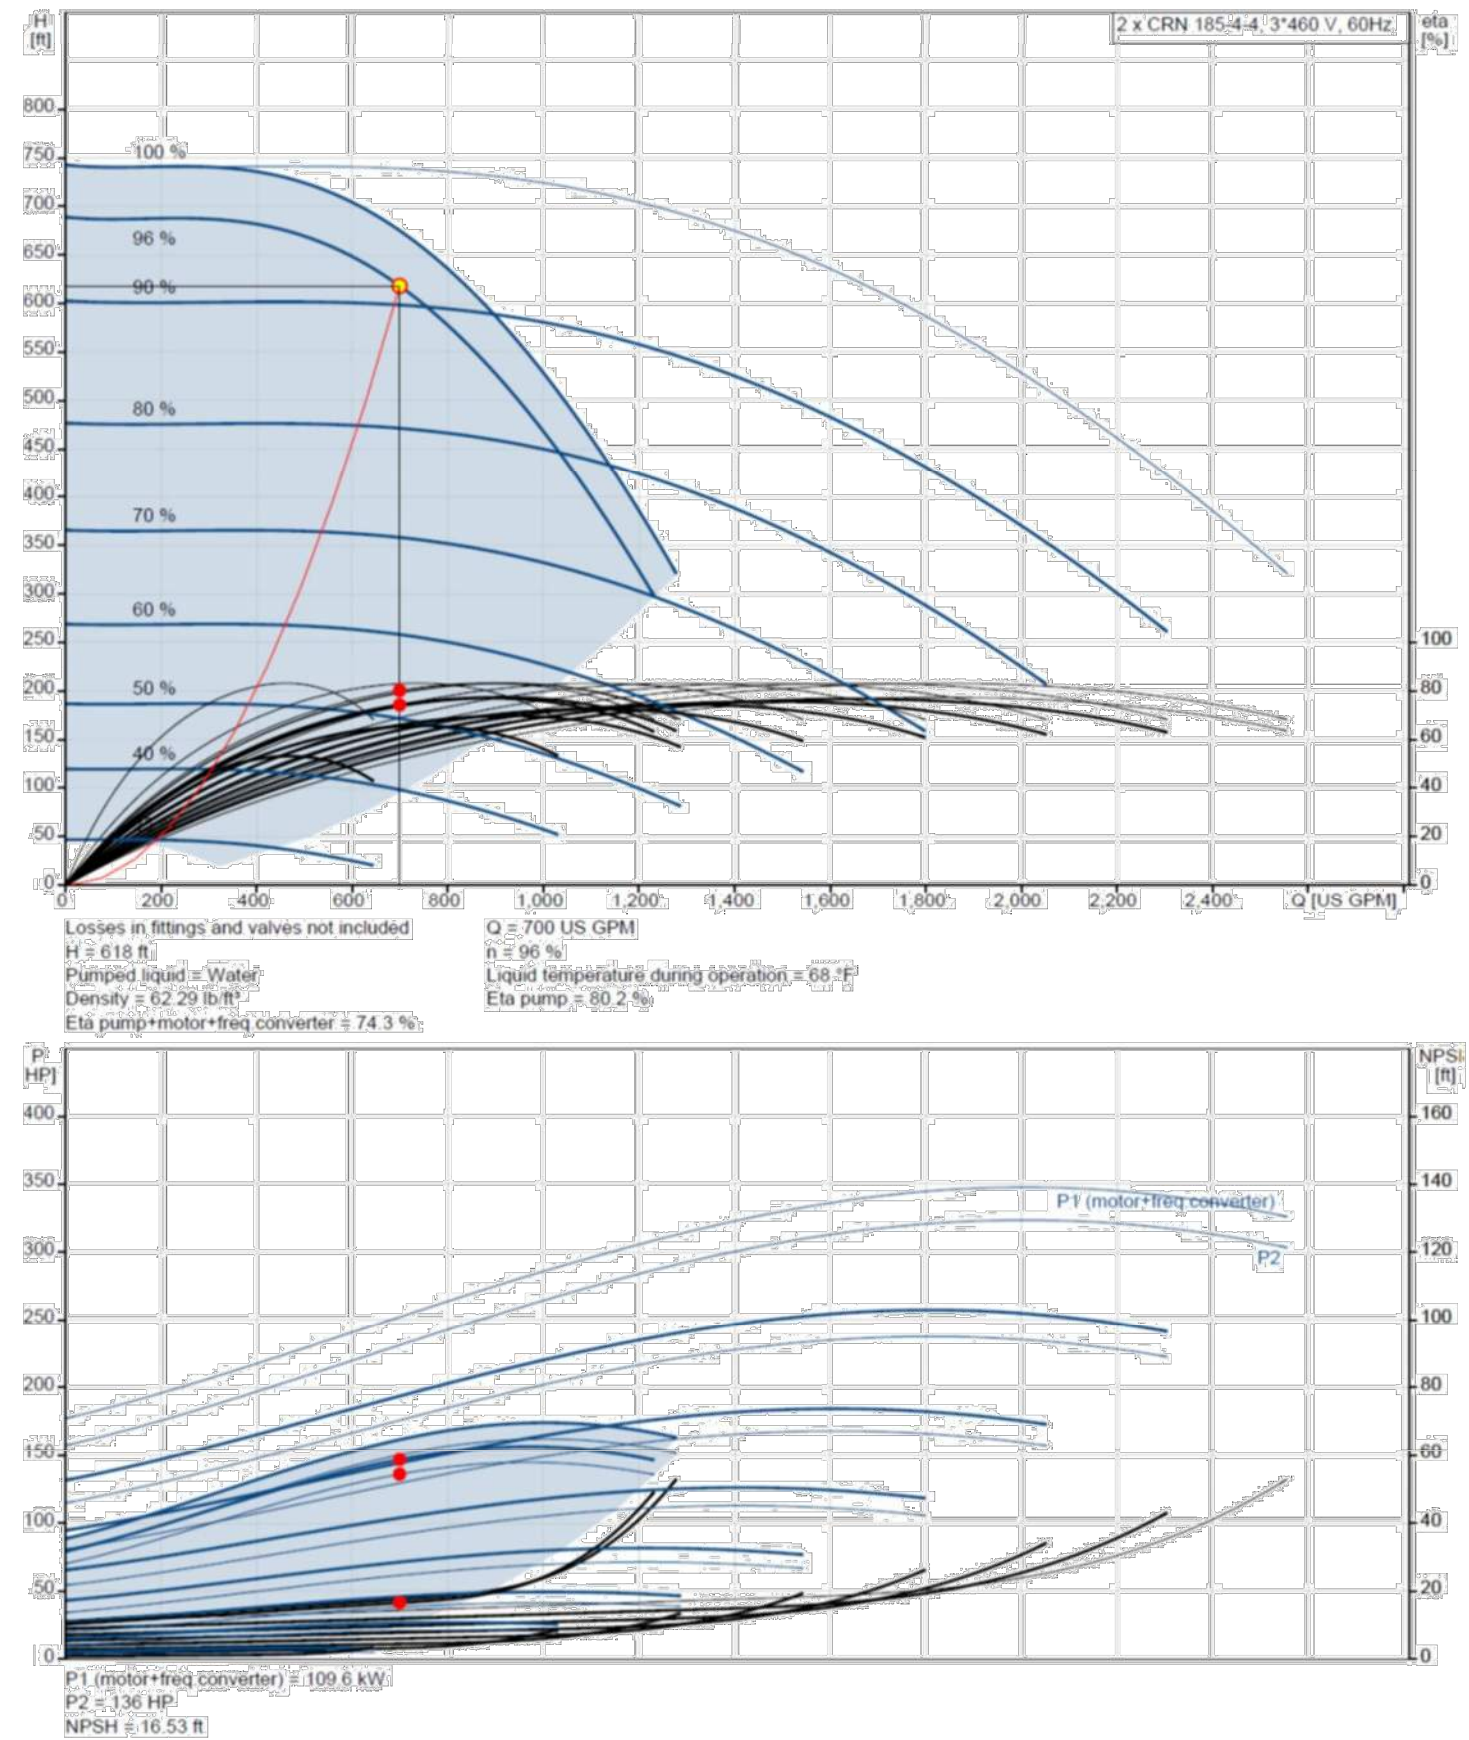 H
[ft]
2 x CRN 185-4-4, 3*460 V, 60Hz
eta
[%]
800
750
700
650
600
550
500
450
400
350
300
250
200
150
100
50
0
100 %
96 %
90 %
80 %
70 %
60 %
50 %
40 %
100
80
60
40
20
0
0 200 400 600 800 1,000 1,200 1,400 1,600 1,800 2,000 2,200 2,400 Q [US GPM]
Losses in fittings and valves not included
H = 618 ft
Pumped liquid = Water
Density = 62.29 lb/ft³
Eta pump+motor+freq.converter = 74.3 %
Q = 700 US GPM
n = 96 %
Liquid temperature during operation = 68 °F
Eta pump = 80.2 %
P
HP]
NPSH
[ft]
400
350
300
250
200
150
100
50
0
P1 (motor+freq.converter)
P2
160
140
120
100
80
60
40
20
0
P1 (motor+freq.converter) = 109.6 kW
P2 = 136 HP
NPSH = 16.53 ft